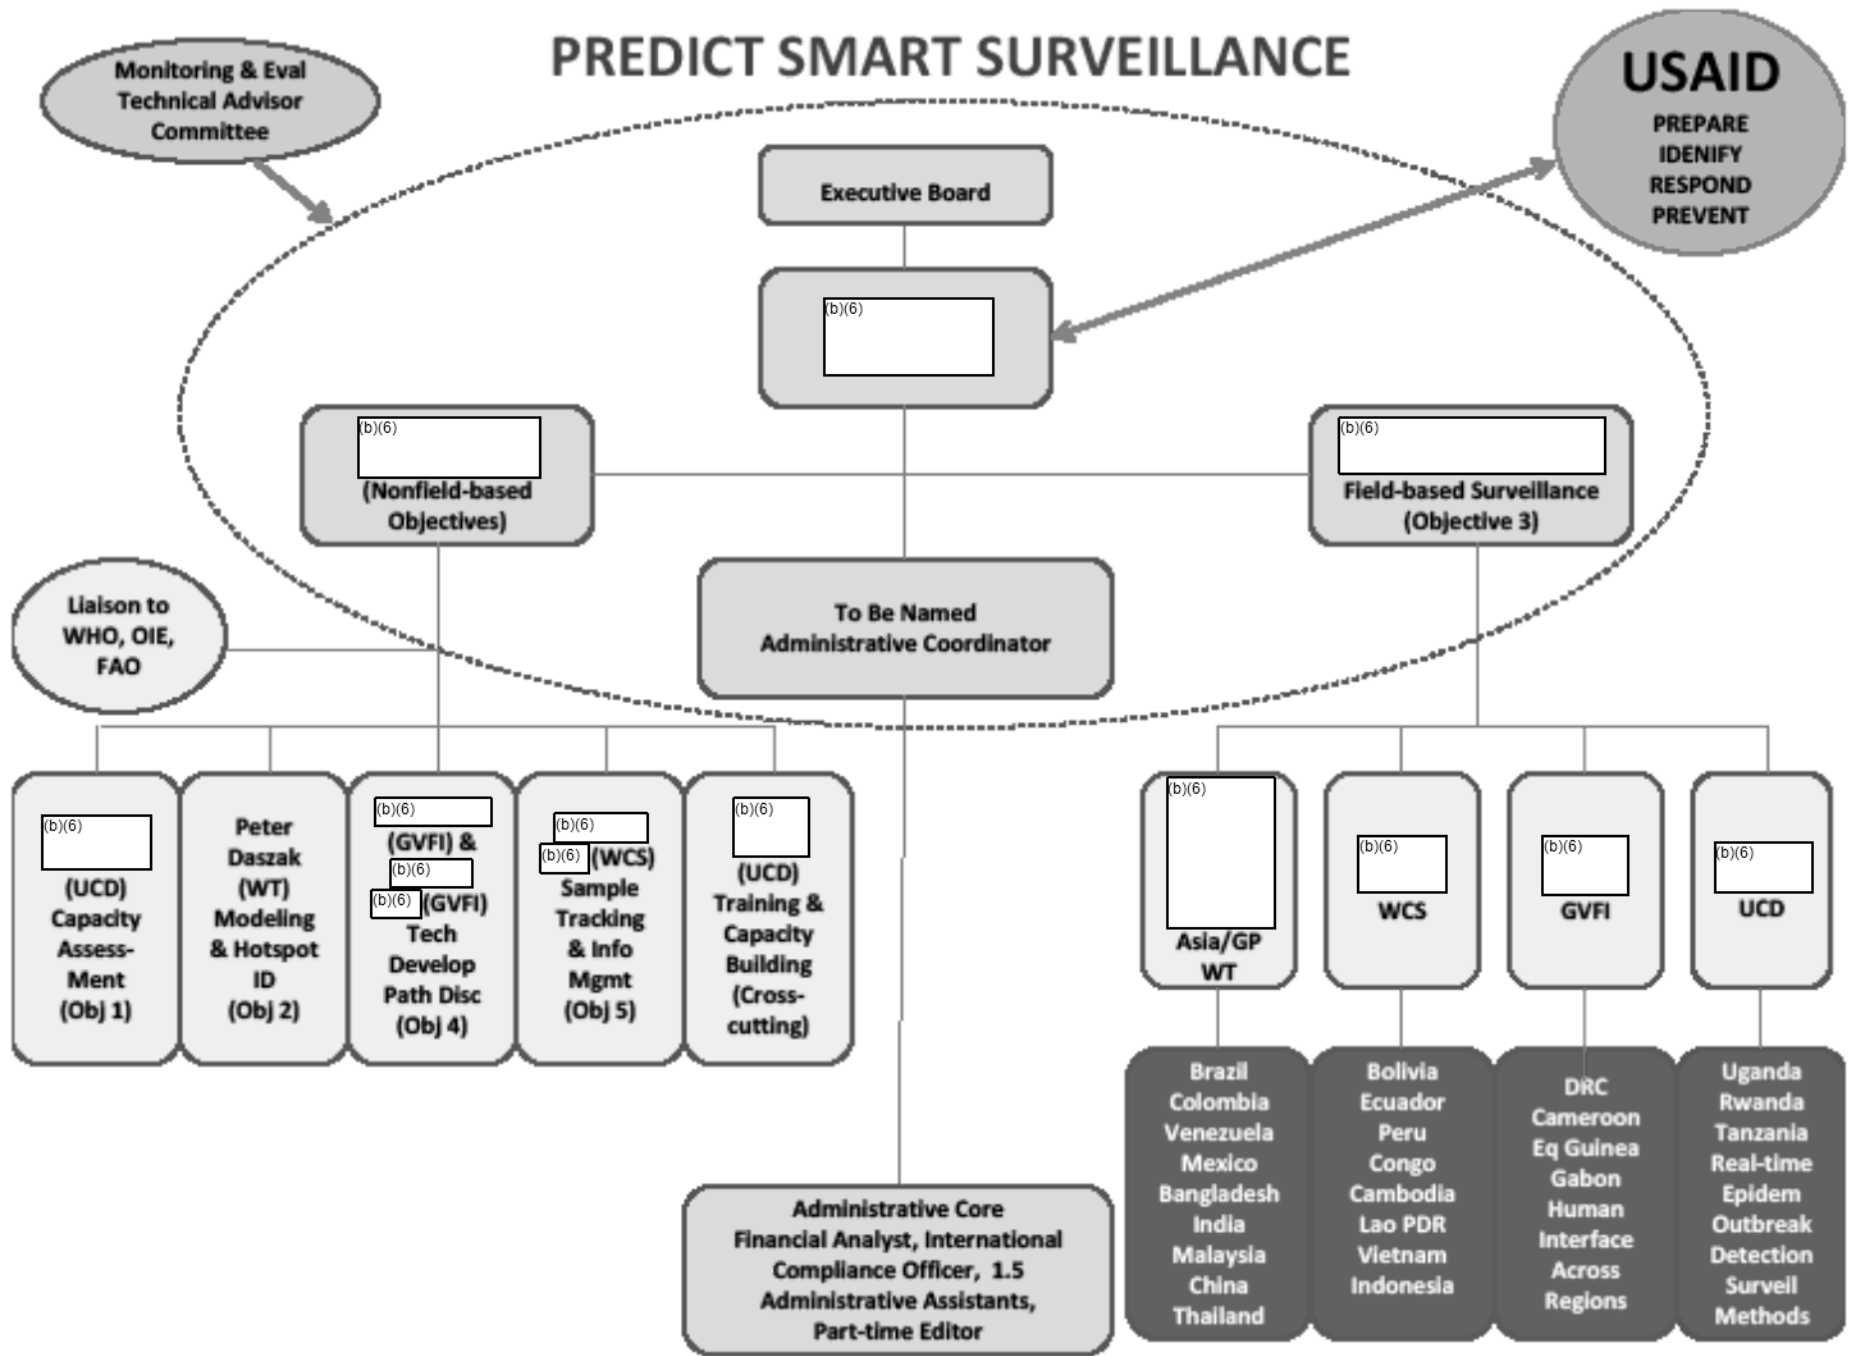 PREDICT SMART SURVEILLANCE
Monitoring & Eval
Technical Advisor
Committee
USAID
PREPARE
IDENIFY
RESPOND
PREVENT
Executive Board
(b)(6)
(b)(6)
(Nonfield-based
Objectives)
(b)(6)
Field-based Surveillance
(Objective 3)
Liaison to
WHO, OIE,
FAO
To Be Named
Administrative Coordinator
(b)(6)
(UCD)
Capacity
Assess-
Ment
(Obj 1)
Peter
Daszak
(WT)
Modeling
& Hotspot
ID
(Obj 2)
(b)(6)
(GVFI) &
(b)(6)
(b)(6) (GVFI)
Tech
Develop
Path Disc
(Obj 4)
(b)(6)
(b)(6) (WCS)
Sample
Tracking
& Info
Mgmt
(Obj 5)
(b)(6)
(UCD)
Training &
Capacity
Building
(Cross-
cutting)
(b)(6)
Asia/GP
WT
(b)(6)
WCS
(b)(6)
GVFI
(b)(6)
UCD
Brazil
Colombia
Venezuela
Mexico
Bangladesh
India
Malaysia
China
Thailand
Bolivia
Ecuador
Peru
Congo
Cambodia
Lao PDR
Vietnam
Indonesia
DRC
Cameroon
Eq Guinea
Gabon
Human
Interface
Across
Regions
Uganda
Rwanda
Tanzania
Real-time
Epidem
Outbreak
Detection
Surveil
Methods
Administrative Core
Financial Analyst, International
Compliance Officer, 1.5
Administrative Assistants,
Part-time Editor